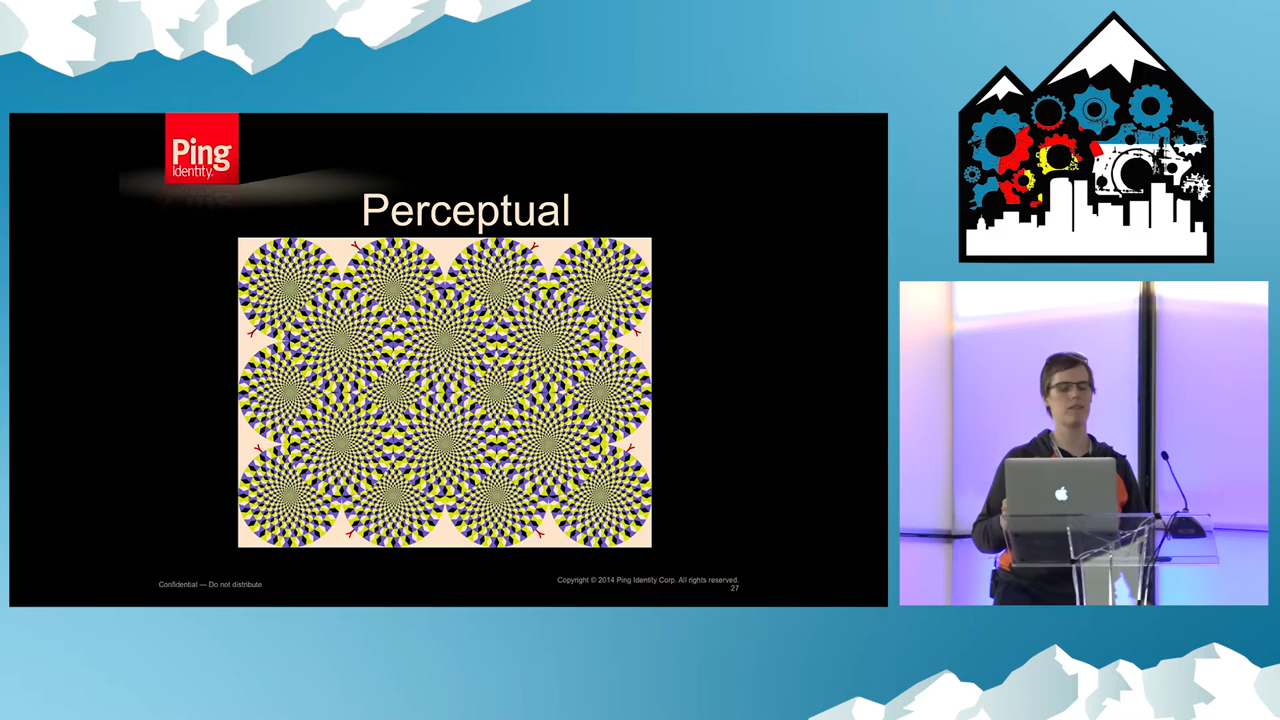 Ping
Identity.
Perceptual
Confidential — Do not distribute
Copyright © 2014 Ping Identity Corp. All rights reserved.
27